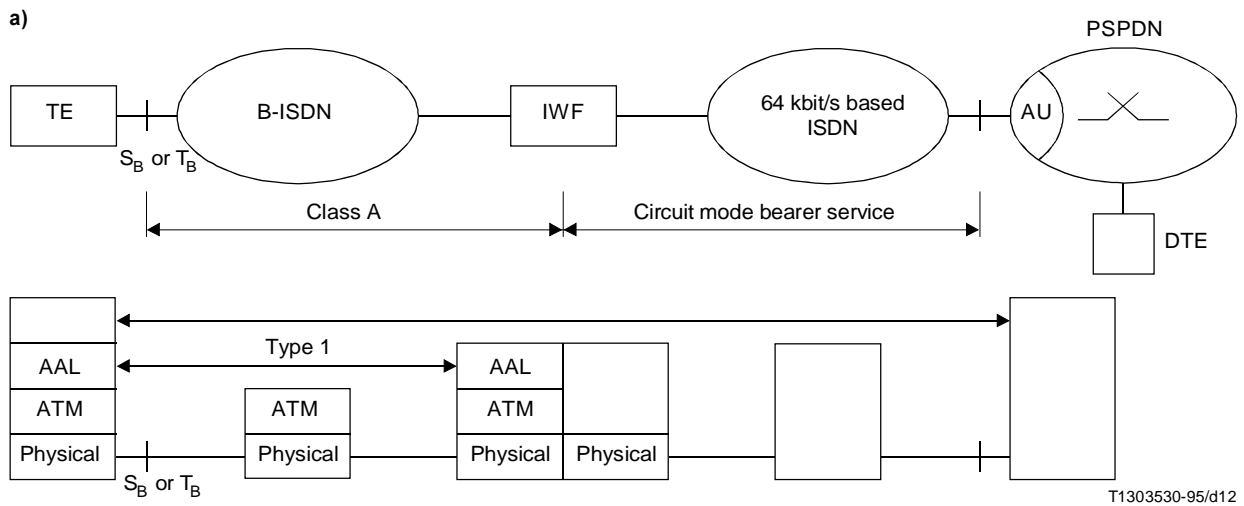 a)
PSPDN
TE
B-ISDN
IWF
64 kbit/s based
ISDN
AU
S_B or T_B
Class A
Circuit mode bearer service
DTE
Type 1
AAL
AAL
ATM
ATM
ATM
Physical
Physical
Physical
Physical
S_B or T_B
T1303530-95/d12